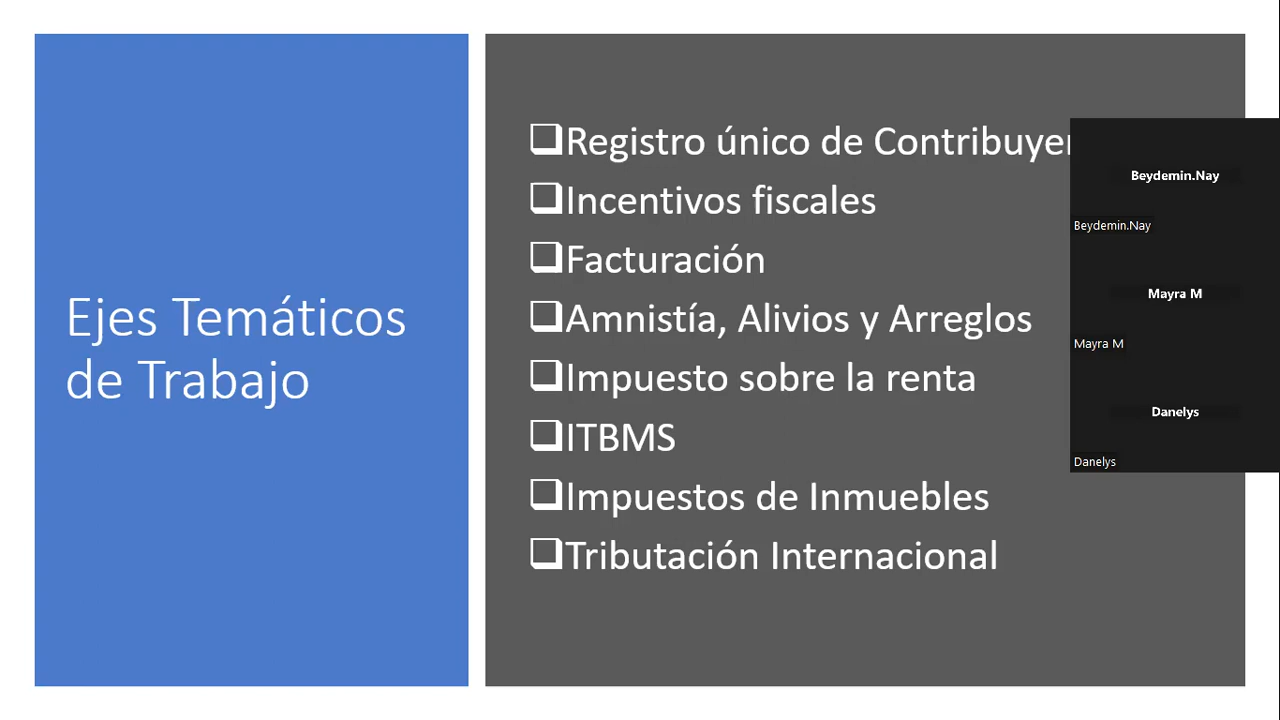 Ejes Temáticos
de Trabajo
Registro único de
Incentivos fiscales
Facturación
Amnistía, Alivios y Arreglos
Impuesto sobre la renta
ITBMS
Impuestos de Inmuebles
Tributación Internacional
Beydemin.Nay
Beydemin.Nay
Mayra M
Mayra M
Danelys
Danelys